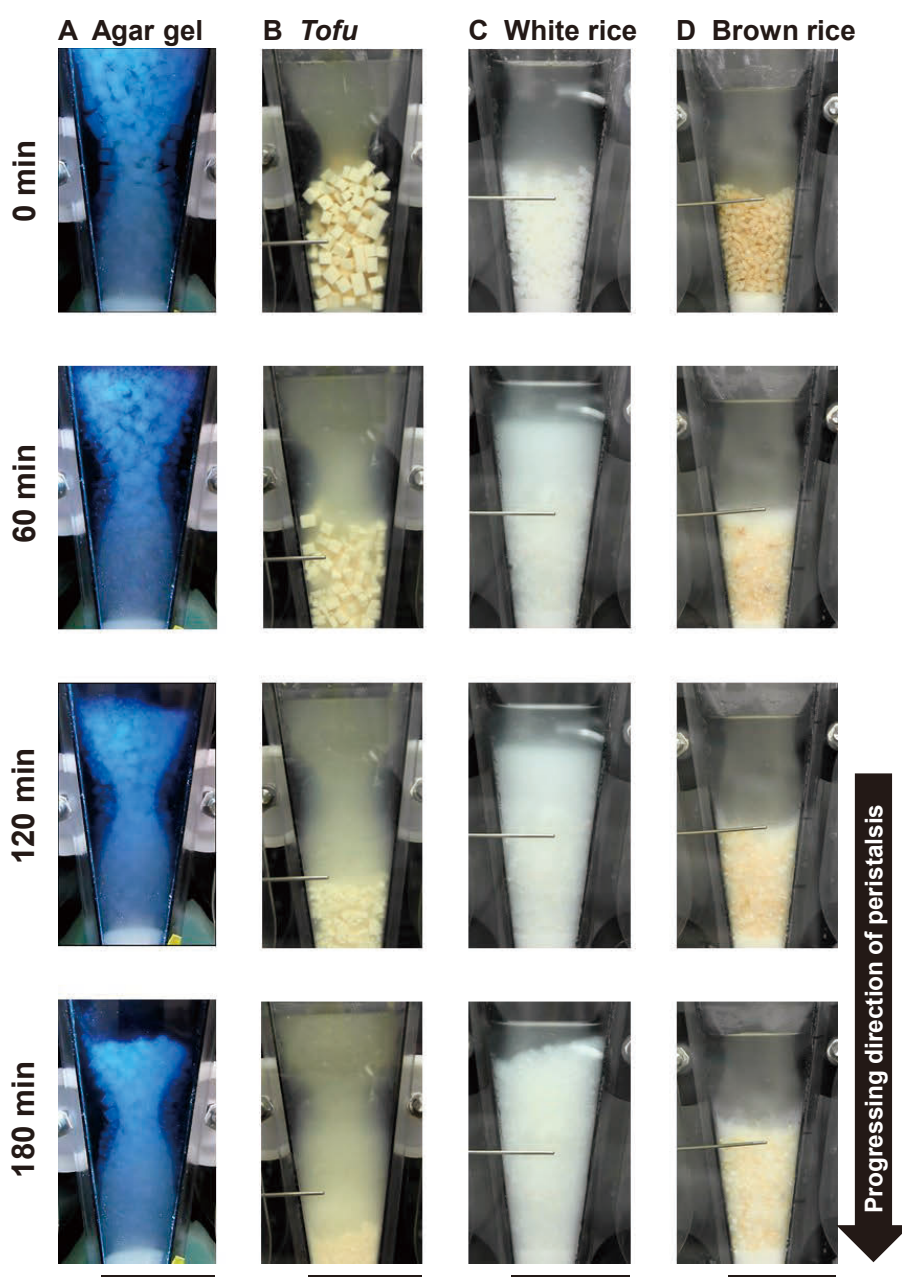 A Agar gel
B Tofu
C White rice
D Brown rice
0 min
60 min
120 min
180 min
Progressing direction of peristalsis